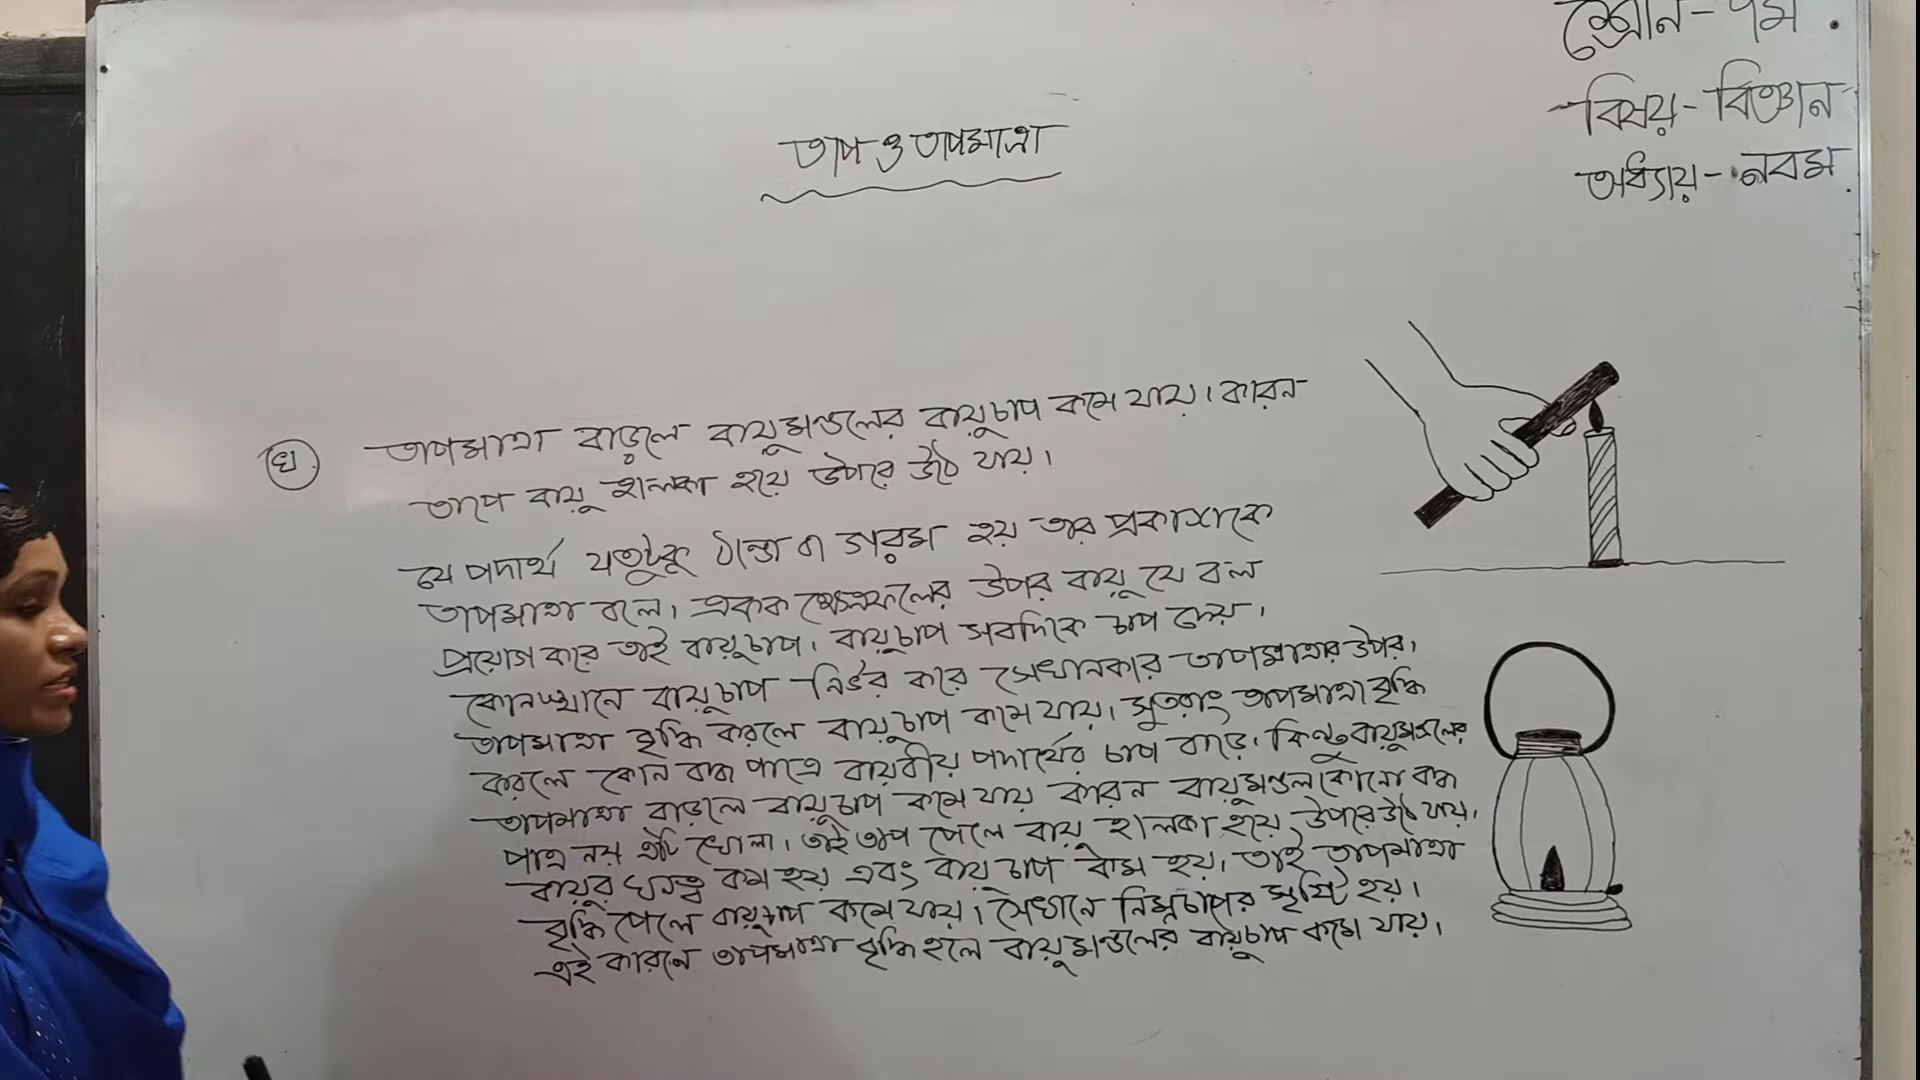 শ্রেনি-৭ম.
বিষয়-বিজ্ঞান
অধ্যায়-নবম.
তাপ ও তাপমাত্রা
ঘ. তাপমাত্রা বাড়লে বায়ুমণ্ডলের বায়ুচাপ কমে যায়। কারন
তাপে বায়ু হালকা হয়ে উপরে উঠে যায়।
যে পদার্থ যতটুকু ঠান্ডা বা গরম হয় তার প্রকাশকে
তাপমাত্রা বলে। একক ক্ষেত্রফলের উপর বায়ু যে বল
প্রয়োগ করে তাই বায়ুচাপ। বায়ুচাপ সবদিকে চাপ দেয়।
কোনস্থানে বায়ুচাপ নির্ভর করে সেখানকার তাপমাত্রার উপর।
তাপমাত্রা বৃদ্ধি করলে বায়ুচাপ কমে যায়। সুতরাং তাপমাত্রা বৃদ্ধি
করলে কোন বদ্ধ পাত্রে বায়বীয় পদার্থের চাপ বাড়ে। কিন্তু বায়ুমণ্ডলের
তাপমাত্রা বাড়লে বায়ুচাপ কমে যায় কারন বায়ুমণ্ডল কোনো বদ্ধ
পাত্র নয় এটি খোলা। তাই তাপ পেলে বায়ু হালকা হয়ে উপরে উঠে যায়।
বায়ুর ঘনত্ব কম হয় এবং বায়ু চাপ কম হয়। তাই তাপমাত্রা
বৃদ্ধি পেলে বায়ুচাপ কমে যায়। সেখানে নিম্নচাপের সৃষ্টি হয়।
এই কারনে তাপমাত্রা বৃদ্ধি হলে বায়ুমণ্ডলের বায়ুচাপ কমে যায়।